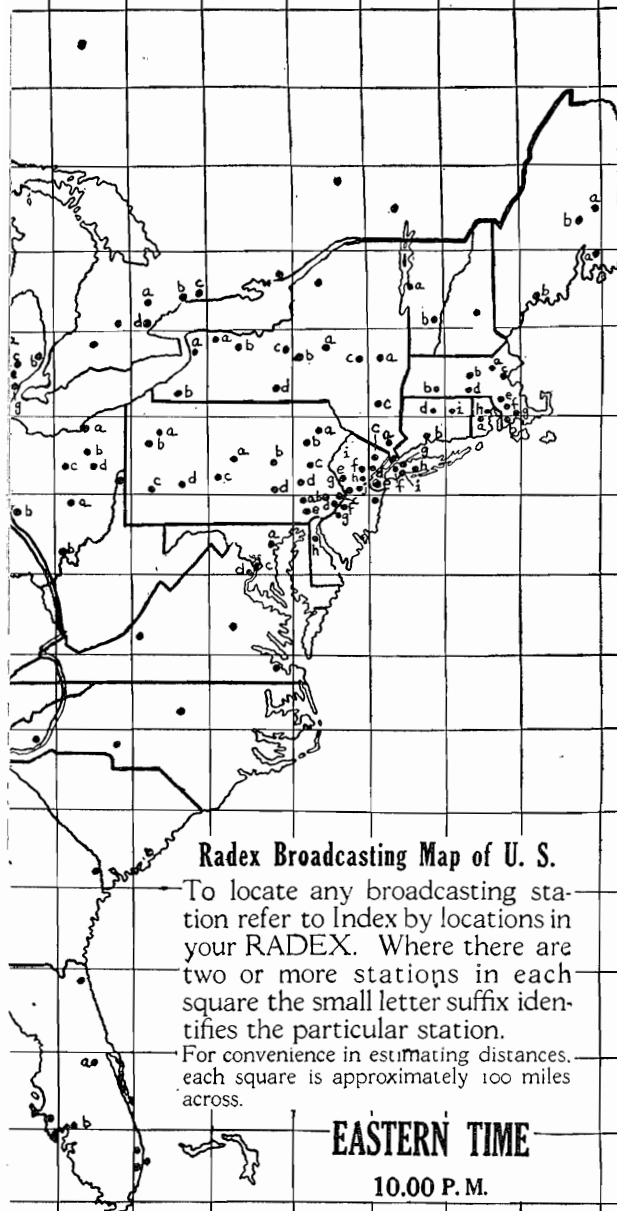 Radex Broadcasting Map of U. S.
To locate any broadcasting sta-
tion refer to Index by locations in
your RADEX. Where there are
two or more stations in each
square the small letter suffix iden-
tifies the particular station.
For convenience in estimating distances,
each square is approximately 100 miles
across.
EASTERN TIME
10.00 P. M.